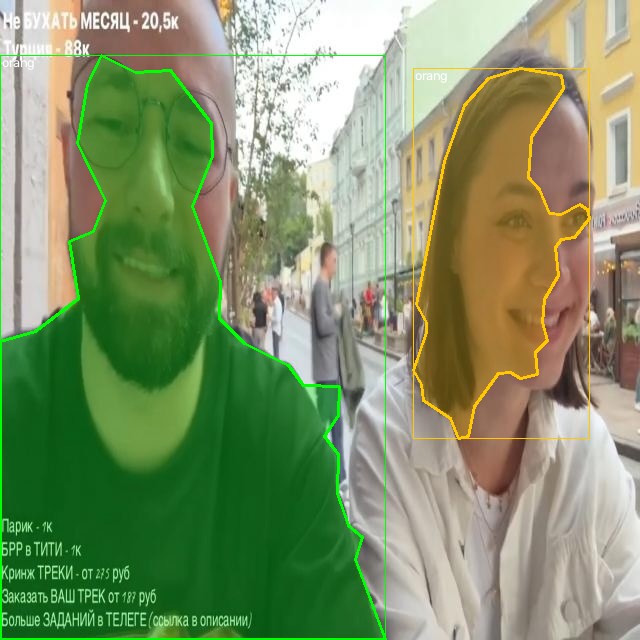 Не БУХАТЬ МЕСЯЦ - 20,5к
Турция - 88к
orang
orang
Парик - 1к
БРР в ТИТИ - 1к
Кринж ТРЕКИ - от 275 руб
Заказать ВАШ ТРЕК от 187 руб
Больше ЗАДАНИЙ в ТЕЛЕГЕ (ссылка в описании)